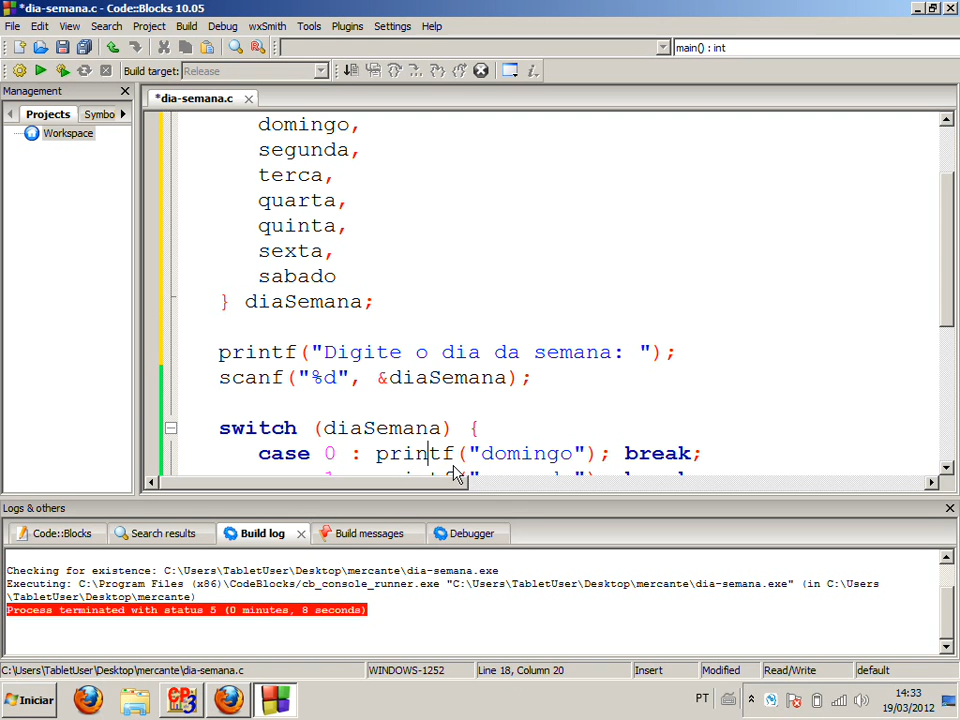 *dia-semana.c - Code::Blocks 10.05
File Edit View Search Project Build Debug wxSmith Tools Plugins Settings Help
main() : int
Build target: Release
Management
*dia-semana.c
Projects Symbo
Workspace
domingo,
segunda,
terca,
quarta,
quinta,
sexta,
sabado
} diaSemana;
printf("Digite o dia da semana: ");
scanf("%d", &diaSemana);
switch (diaSemana) {
case 0 : printf("domingo"); break;
Logs & others
Code::Blocks Search results Build log Build messages Debugger
Checking for existence: C:\Users\TabletUser\Desktop\mercante\dia-semana.exe
Executing: C:\Program Files (x86)\CodeBlocks/cb_console_runner.exe "C:\Users\TabletUser\Desktop\mercante\dia-semana.exe" (in C:\Users
\TabletUser\Desktop\mercante)
Process terminated with status 5 (0 minutes, 8 seconds)
C:\Users\TabletUser\Desktop\mercante\dia-semana.c WINDOWS-1252 Line 18, Column 20 Insert Modified Read/Write default
Iniciar PT 14:33
19/03/2012